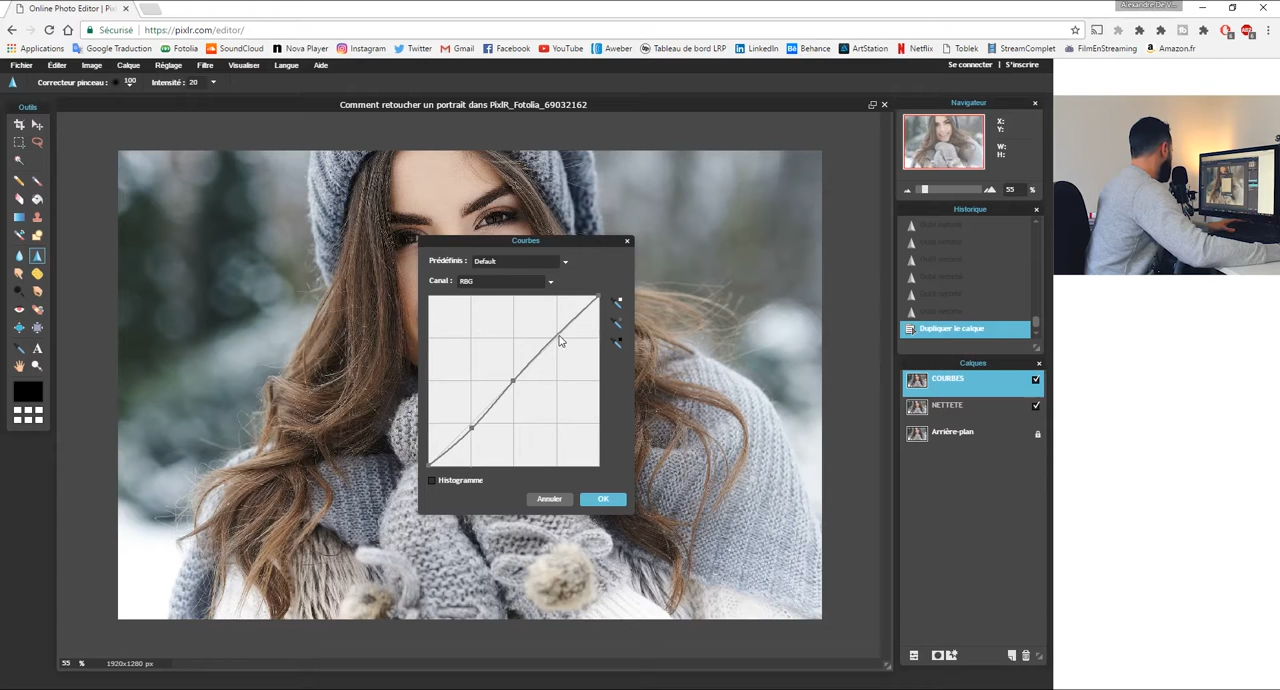 Online Photo Editor | Pix
Alexandre De V...
Sécurisé
https://pixlr.com/editor/
Applications
Google Traduction
Fotolia
SoundCloud
Nova Player
Instagram
Twitter
Gmail
Facebook
YouTube
Aweber
Tableau de bord LRP
LinkedIn
Behance
ArtStation
Netflix
Toblek
StreamComplet
FilmEnStreaming
Amazon.fr
Fichier
Éditer
Image
Calque
Réglage
Filtre
Visualiser
Langue
Aide
Se connecter | S'inscrire
Correcteur pinceau :
100
Intensité : 20
Outils
Comment retoucher un portrait dans PixlR_Fotolia_69032162
Navigateur
X:
Y:
W:
H:
55 %
Historique
Dupliquer le calque
Courbes
Prédéfinis : Default
Canal : RBG
Histogramme
Annuler
OK
Calques
COURBES
NETTETE
Arrière-plan
55 %
1920x1280 px